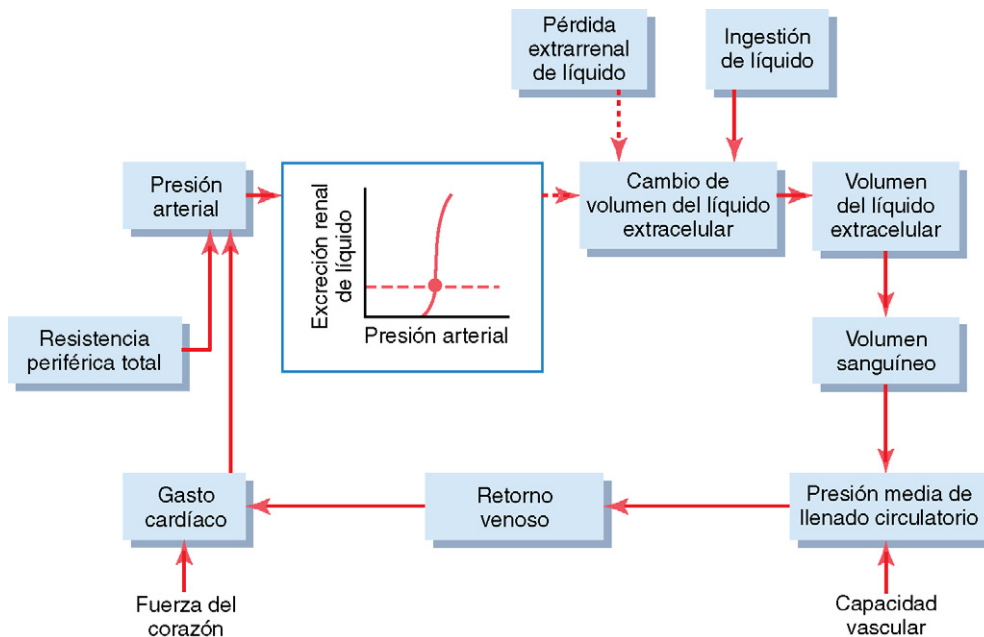 Pérdida
extrarrenal
de líquido
Ingestión
de líquido
Presión
arterial
Excreción renal
de líquido
Presión arterial
Cambio de
volumen del líquido
extracelular
Volumen
del líquido
extracelular
Resistencia
periférica total
Volumen
sanguíneo
Gasto
cardíaco
Retorno
venoso
Presión media de
llenado circulatorio
Fuerza del
corazón
Capacidad
vascular